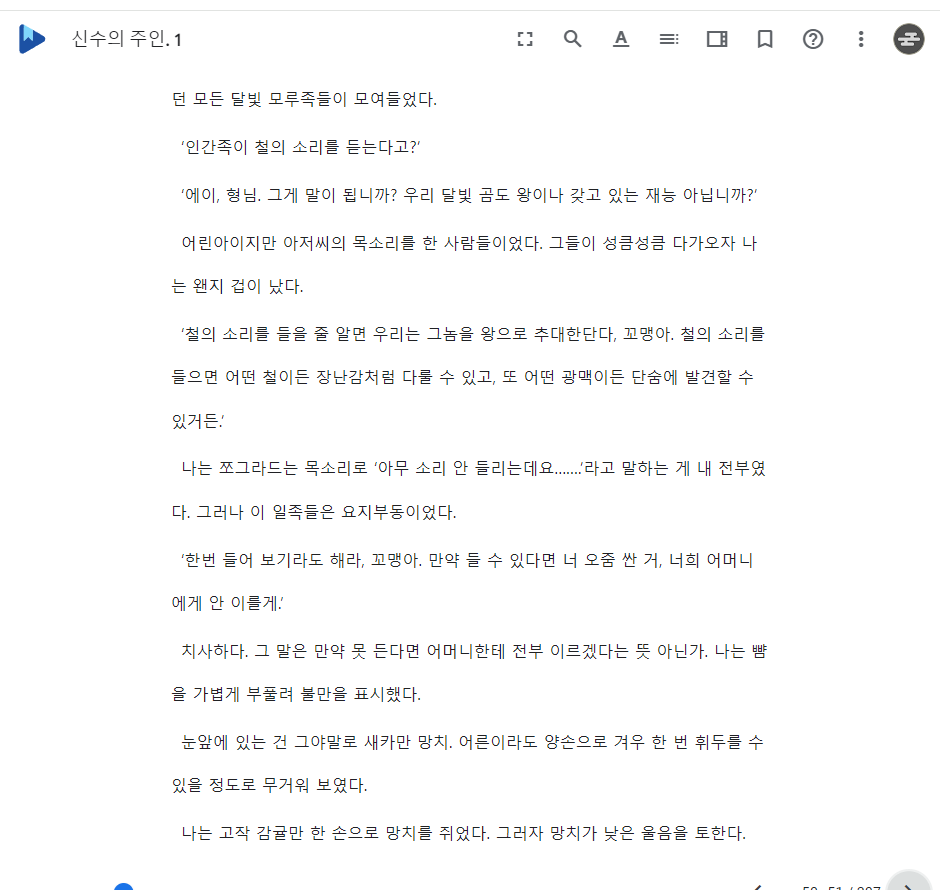 신수의 주인. 1
던 모든 달빛 모루족들이 모여들었다.
'인간족이 철의 소리를 듣는다고?'
'에이, 형님. 그게 말이 됩니까? 우리 달빛 곰도 왕이나 갖고 있는 재능 아닙니까?'
어린아이지만 아저씨의 목소리를 한 사람들이었다. 그들이 성큼성큼 다가오자 나
는 왠지 겁이 났다.
'철의 소리를 들을 줄 알면 우리는 그놈을 왕으로 추대한단다, 꼬맹아. 철의 소리를
들으면 어떤 철이든 장난감처럼 다룰 수 있고, 또 어떤 광맥이든 단숨에 발견할 수
있거든.'
나는 쪼그라드는 목소리로 '아무 소리 안 들리는데요…….'라고 말하는 게 내 전부였
다. 그러나 이 일족들은 요지부동이었다.
'한번 들어 보기라도 해라, 꼬맹아. 만약 들 수 있다면 너 오줌 싼 거, 너희 어머니
에게 안 이를게.'
치사하다. 그 말은 만약 못 든다면 어머니한테 전부 이르겠다는 뜻 아닌가. 나는 뺨
을 가볍게 부풀려 불만을 표시했다.
눈앞에 있는 건 그야말로 새카만 망치. 어른이라도 양손으로 겨우 한 번 휘두를 수
있을 정도로 무거워 보였다.
나는 고작 감귤만 한 손으로 망치를 쥐었다. 그러자 망치가 낮은 울음을 토한다.